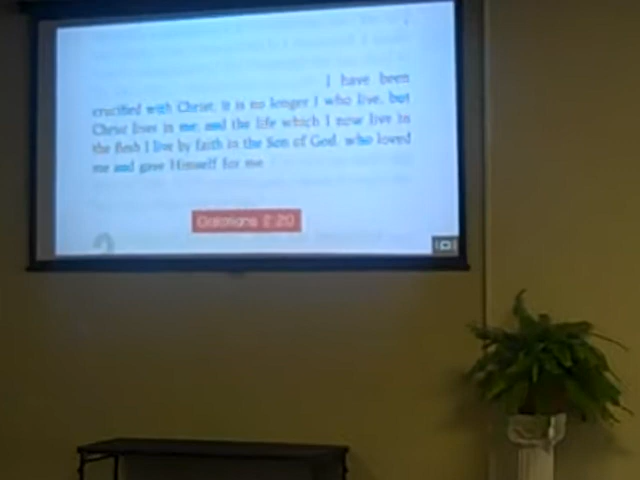 I have been
crucified with Christ. It is no longer I who live, but
Christ lives in me; and the life which I now live in
the flesh I live by faith in the Son of God, who loved
me and gave Himself for me
Galatians 2:20